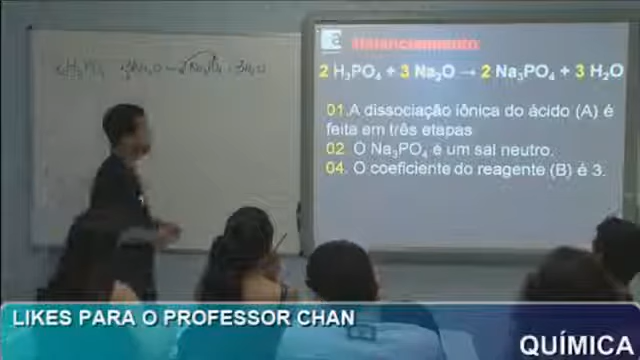 Balanceamento
2 H₃PO₄ + 3 Na₂O → 2 Na₃PO₄ + 3 H₂O
01.A dissociação iônica do ácido (A) é
feita em três etapas
02. O Na₃PO₄ é um sal neutro.
04. O coeficiente do reagente (B) é 3.
LIKES PARA O PROFESSOR CHAN
QUÍMICA